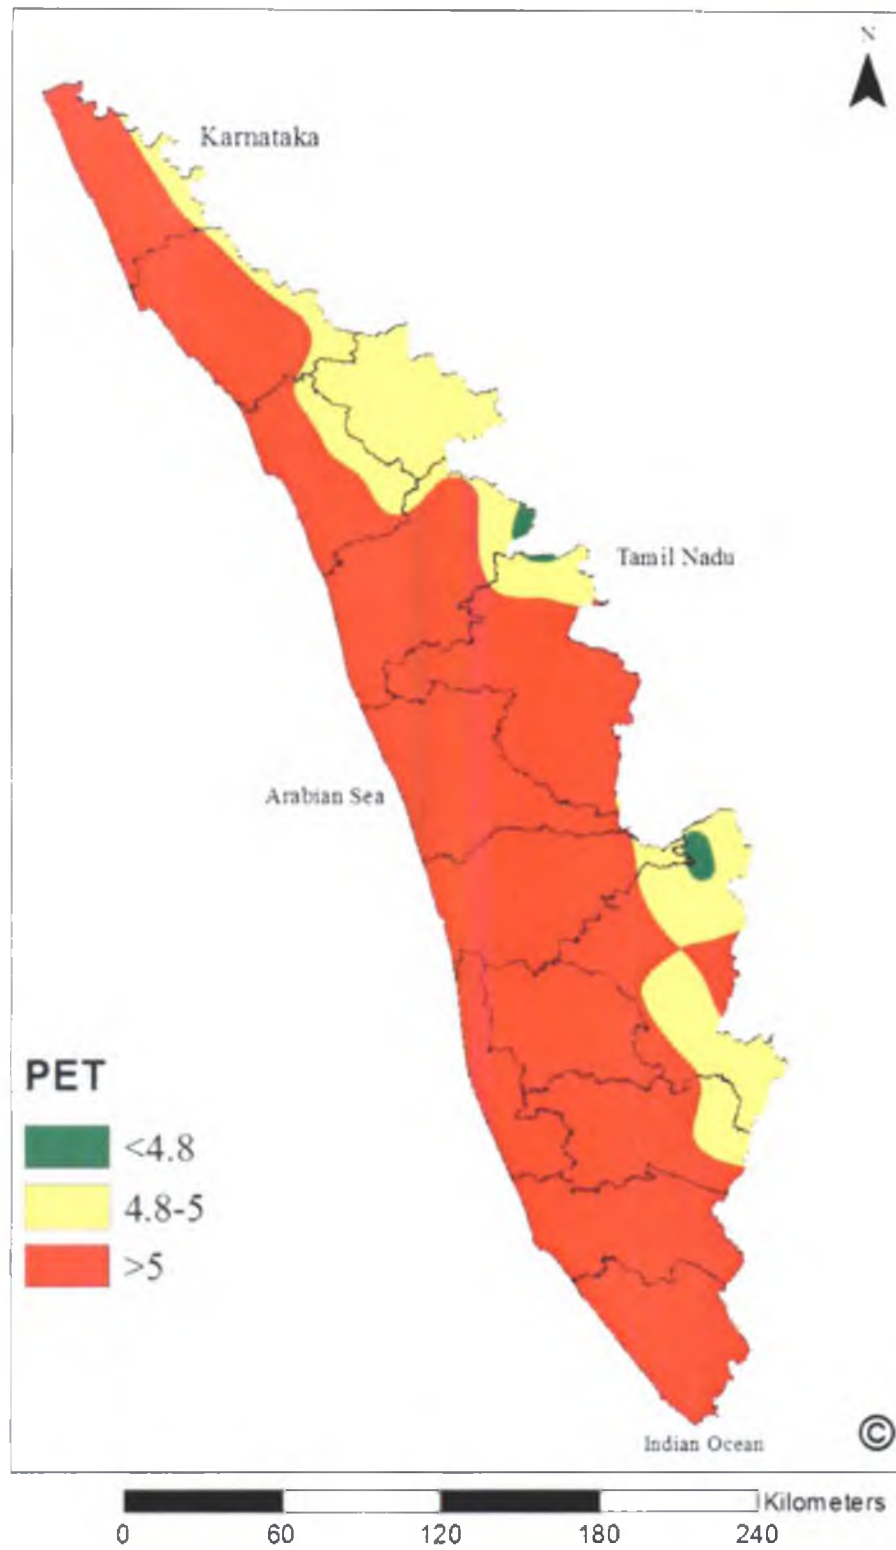 N
Karnataka
Tamil Nadu
Arabian Sea
PET
<4.8
4.8-5
>5
Indian Ocean
©
Kilometers
0 60 120 180 240